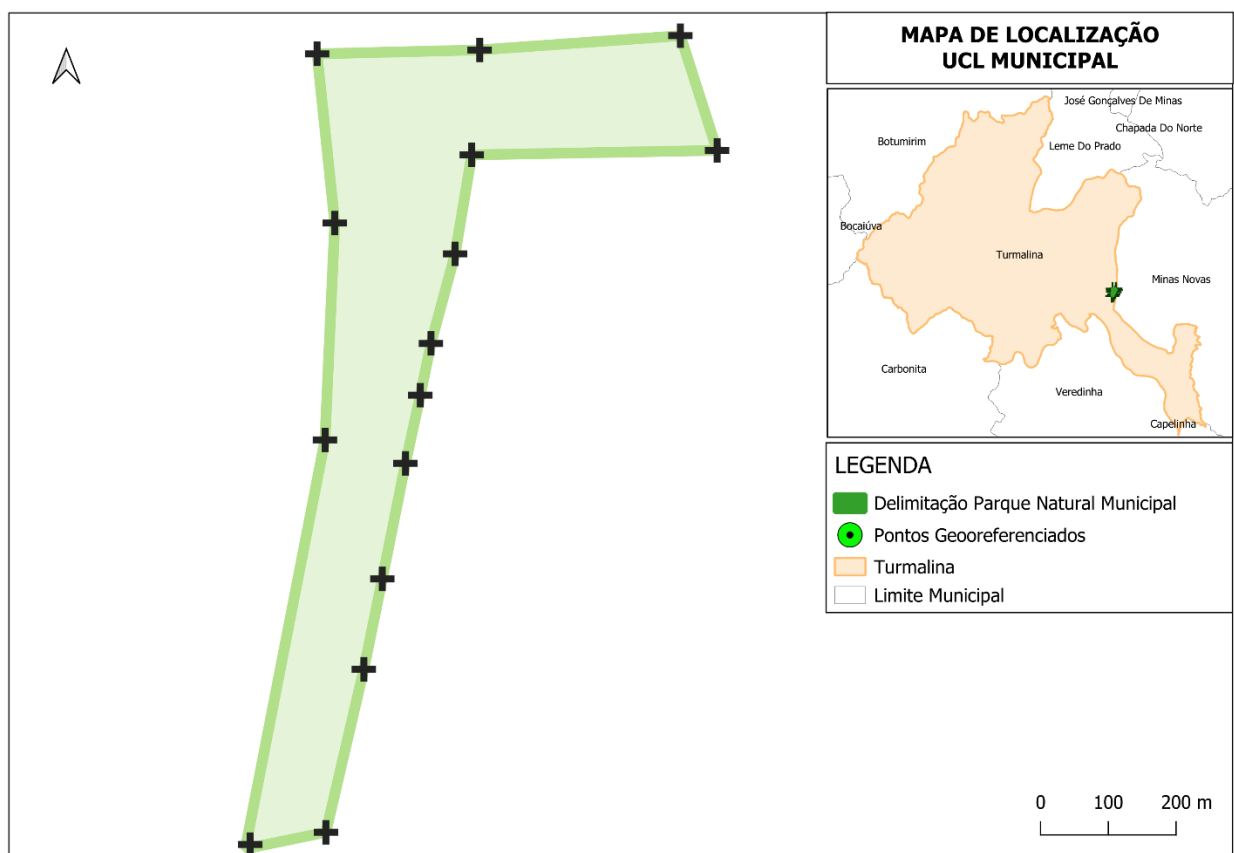 MAPA DE LOCALIZAÇÃO
UCL MUNICIPAL
José Gonçalves De Minas
Chapada Do Norte
Botumirim
Leme Do Prado
Bocaiúva
Turmalina
Minas Novas
Carbonita
Veredinha
Capelinha
LEGENDA
Delimitação Parque Natural Municipal
Pontos Geooreferenciados
Turmalina
Limite Municipal
0 100 200 m